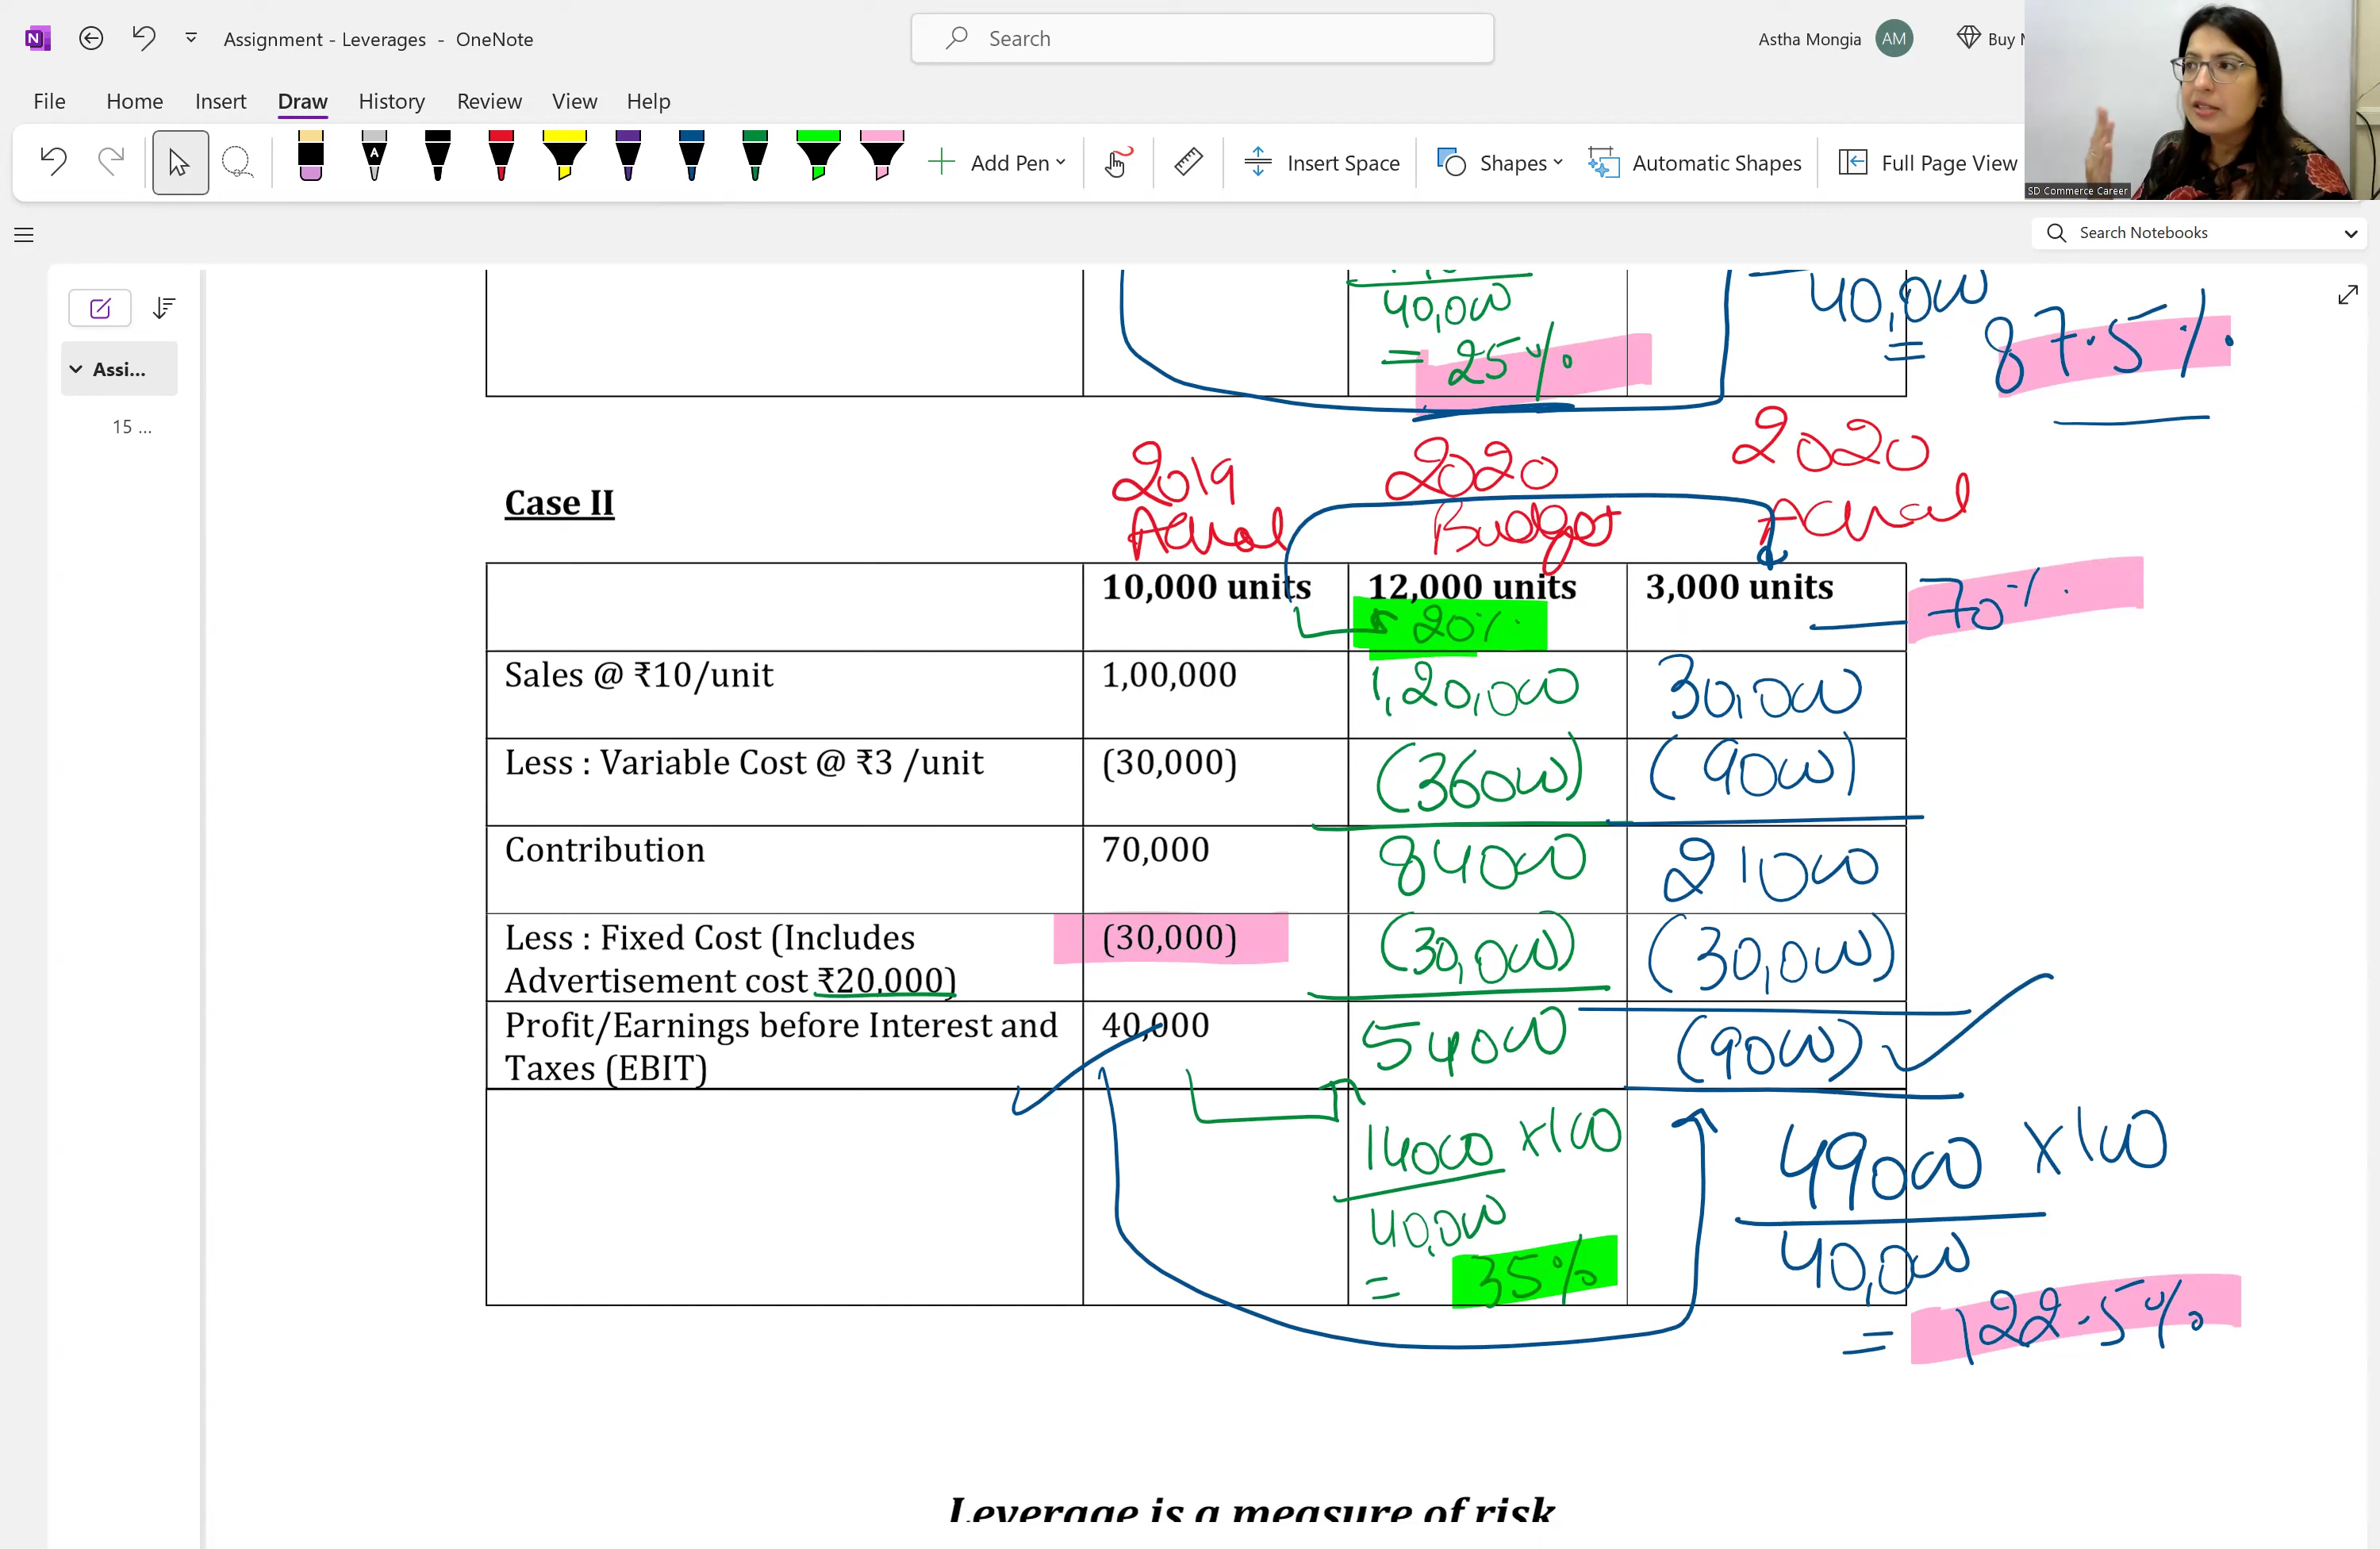 Assignment - Leverages - OneNote
Search
Astha Mongia AM
Buy
File Home Insert Draw History Review View Help
Add Pen Insert Space Shapes Automatic Shapes Full Page View
SD Commerce Career
Search Notebooks
Assi...
15 ...
40,000
= 25%
40,000
= 87.5%
Case II
2019 Actual
2020 Budget
2020 Actual
10,000 units 12,000 units 3,000 units
20% 70%
Sales @ ₹10/unit 1,00,000 1,20,000 30,000
Less : Variable Cost @ ₹3 /unit (30,000) (36000) (9000)
Contribution 70,000 84000 21000
Less : Fixed Cost (Includes (30,000) (30,000) (30,000)
Advertisement cost ₹20,000)
Profit/Earnings before Interest and 40,000 54000 (9000)
Taxes (EBIT)
14000 x100
40,000
= 35%
49000 x100
40,000
= 122.5%
Leverage is a measure of risk